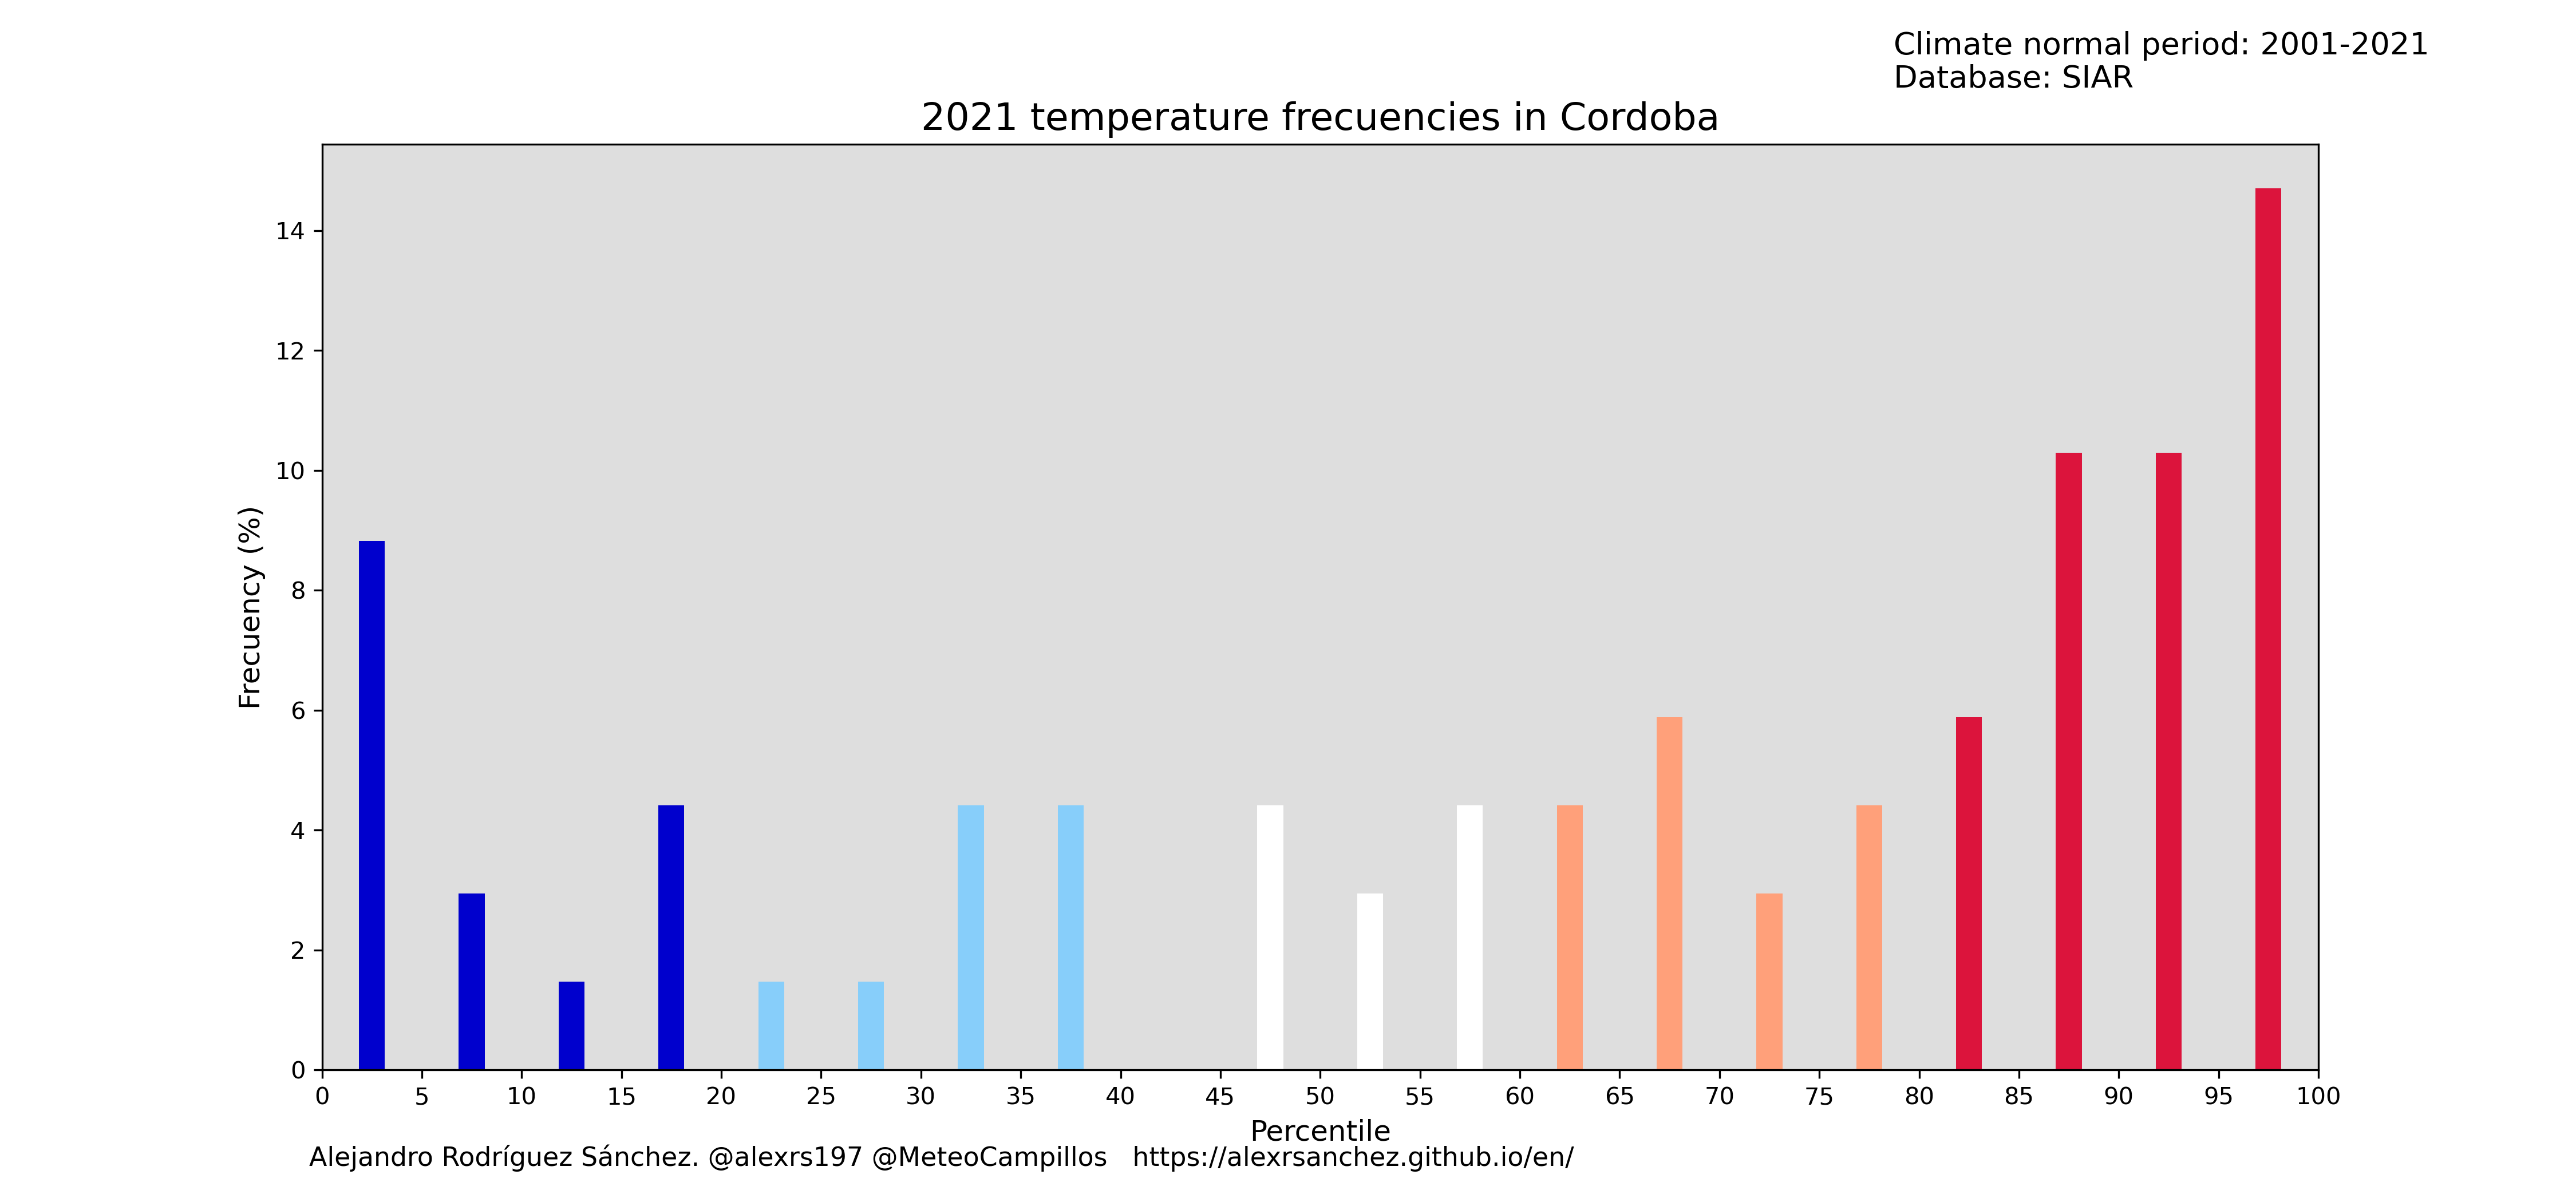 Climate normal period: 2001-2021
Database: SIAR
2021 temperature frecuencies in Cordoba
Frecuency (%)
14
12
10
8
6
4
2
0
0 5 10 15 20 25 30 35 40 45 50 55 60 65 70 75 80 85 90 95 100
Percentile
Alejandro Rodríguez Sánchez. @alexrs197 @MeteoCampillos https://alexrsanchez.github.io/en/